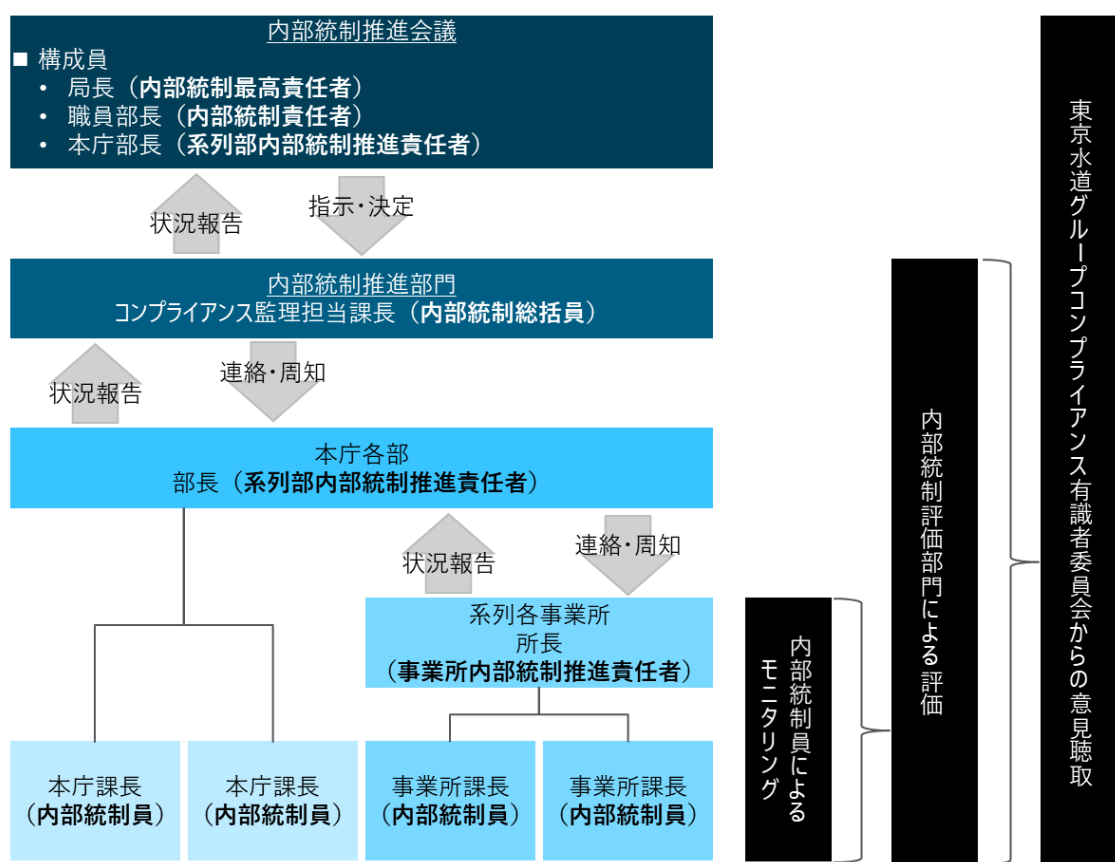 内部統制推進会議
■ 構成員
• 局長（内部統制最高責任者）
• 職員部長（内部統制責任者）
• 本庁部長（系列部内部統制推進責任者）
状況報告
指示・決定
内部統制推進部門
コンプライアンス監理担当課長（内部統制総括員）
状況報告
連絡・周知
本庁各部
部長（系列部内部統制推進責任者）
状況報告
連絡・周知
系列各事業所
所長
（事業所内部統制推進責任者）
本庁課長
（内部統制員）
本庁課長
（内部統制員）
事業所課長
（内部統制員）
事業所課長
（内部統制員）
内部統制員による
モニタリング
内部統制評価部門による評価
東京水道グループコンプライアンス有識者委員会からの意見聴取